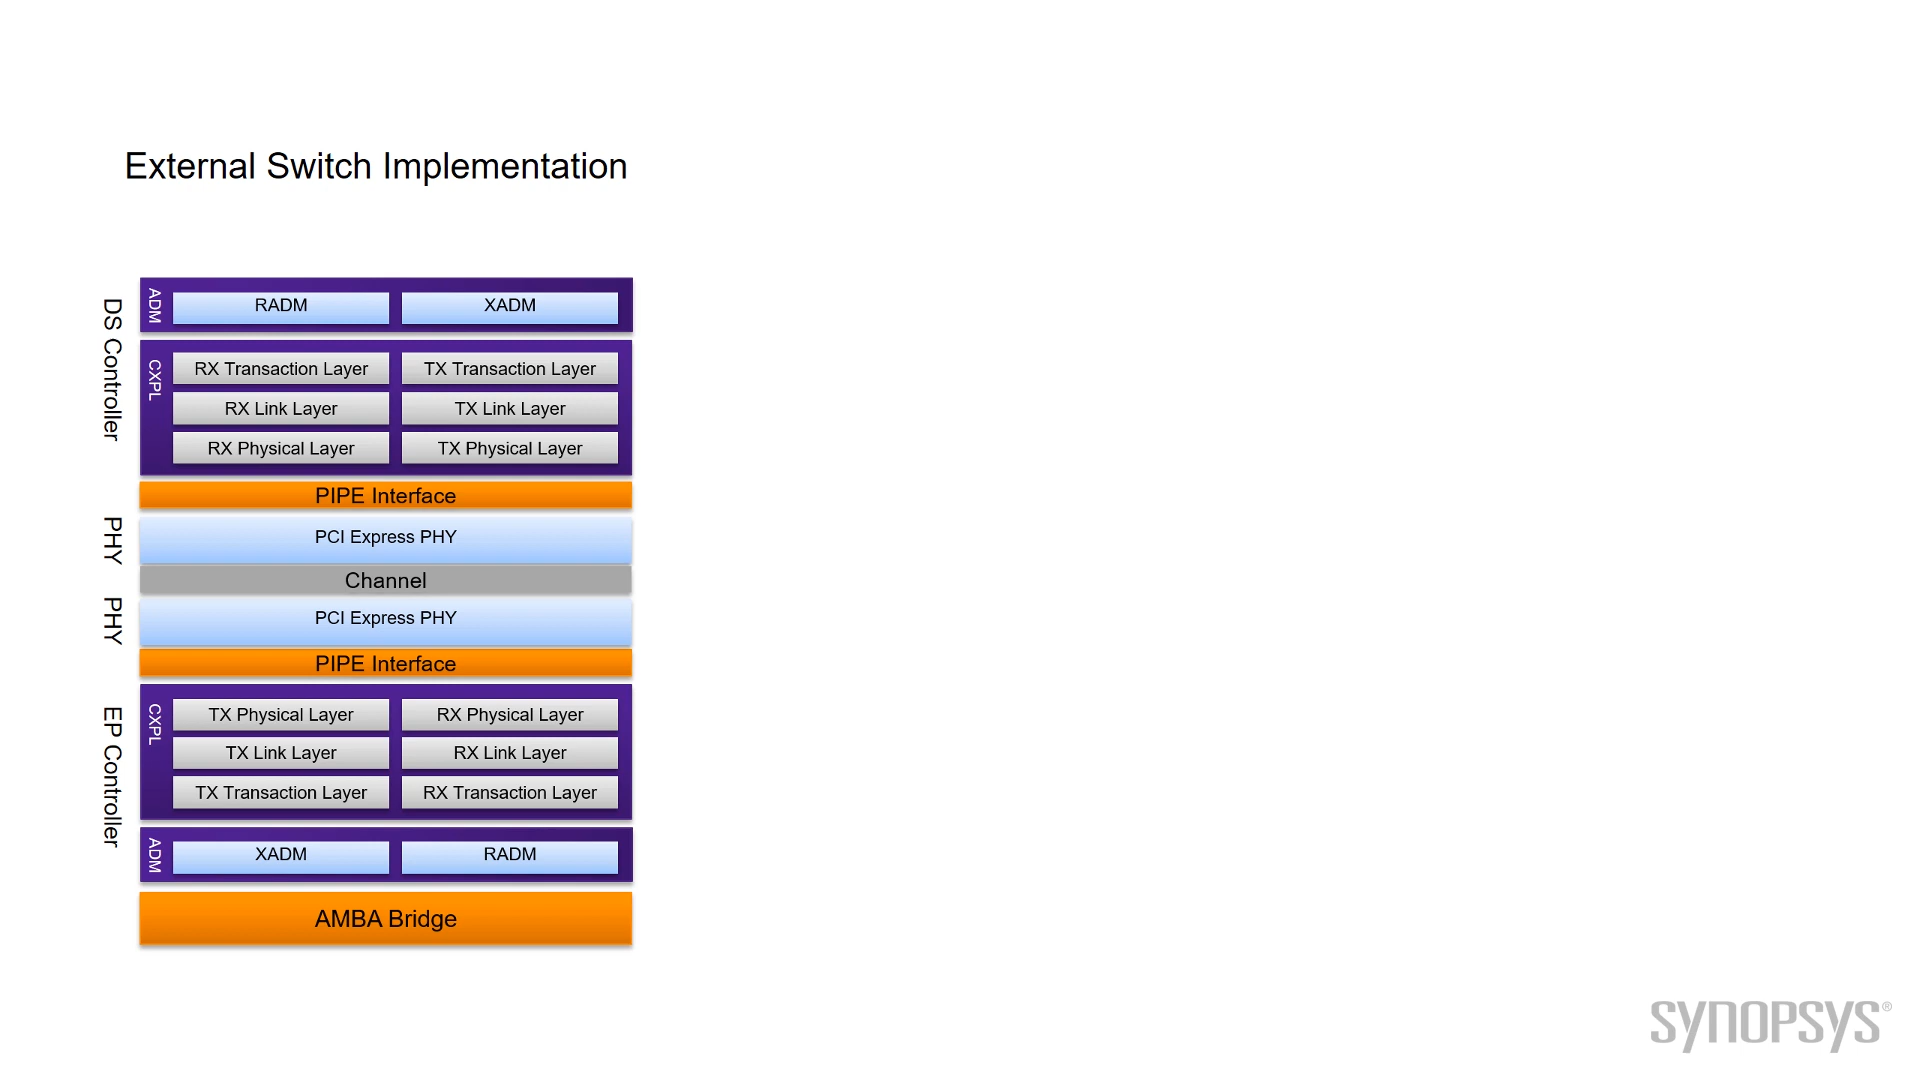 External Switch Implementation
DS Controller
ADM
RADM
XADM
CXPL
RX Transaction Layer
TX Transaction Layer
RX Link Layer
TX Link Layer
RX Physical Layer
TX Physical Layer
PIPE Interface
PHY
PCI Express PHY
Channel
PHY
PCI Express PHY
PIPE Interface
EP Controller
CXPL
TX Physical Layer
RX Physical Layer
TX Link Layer
RX Link Layer
TX Transaction Layer
RX Transaction Layer
ADM
XADM
RADM
AMBA Bridge
SYNOPSYS®